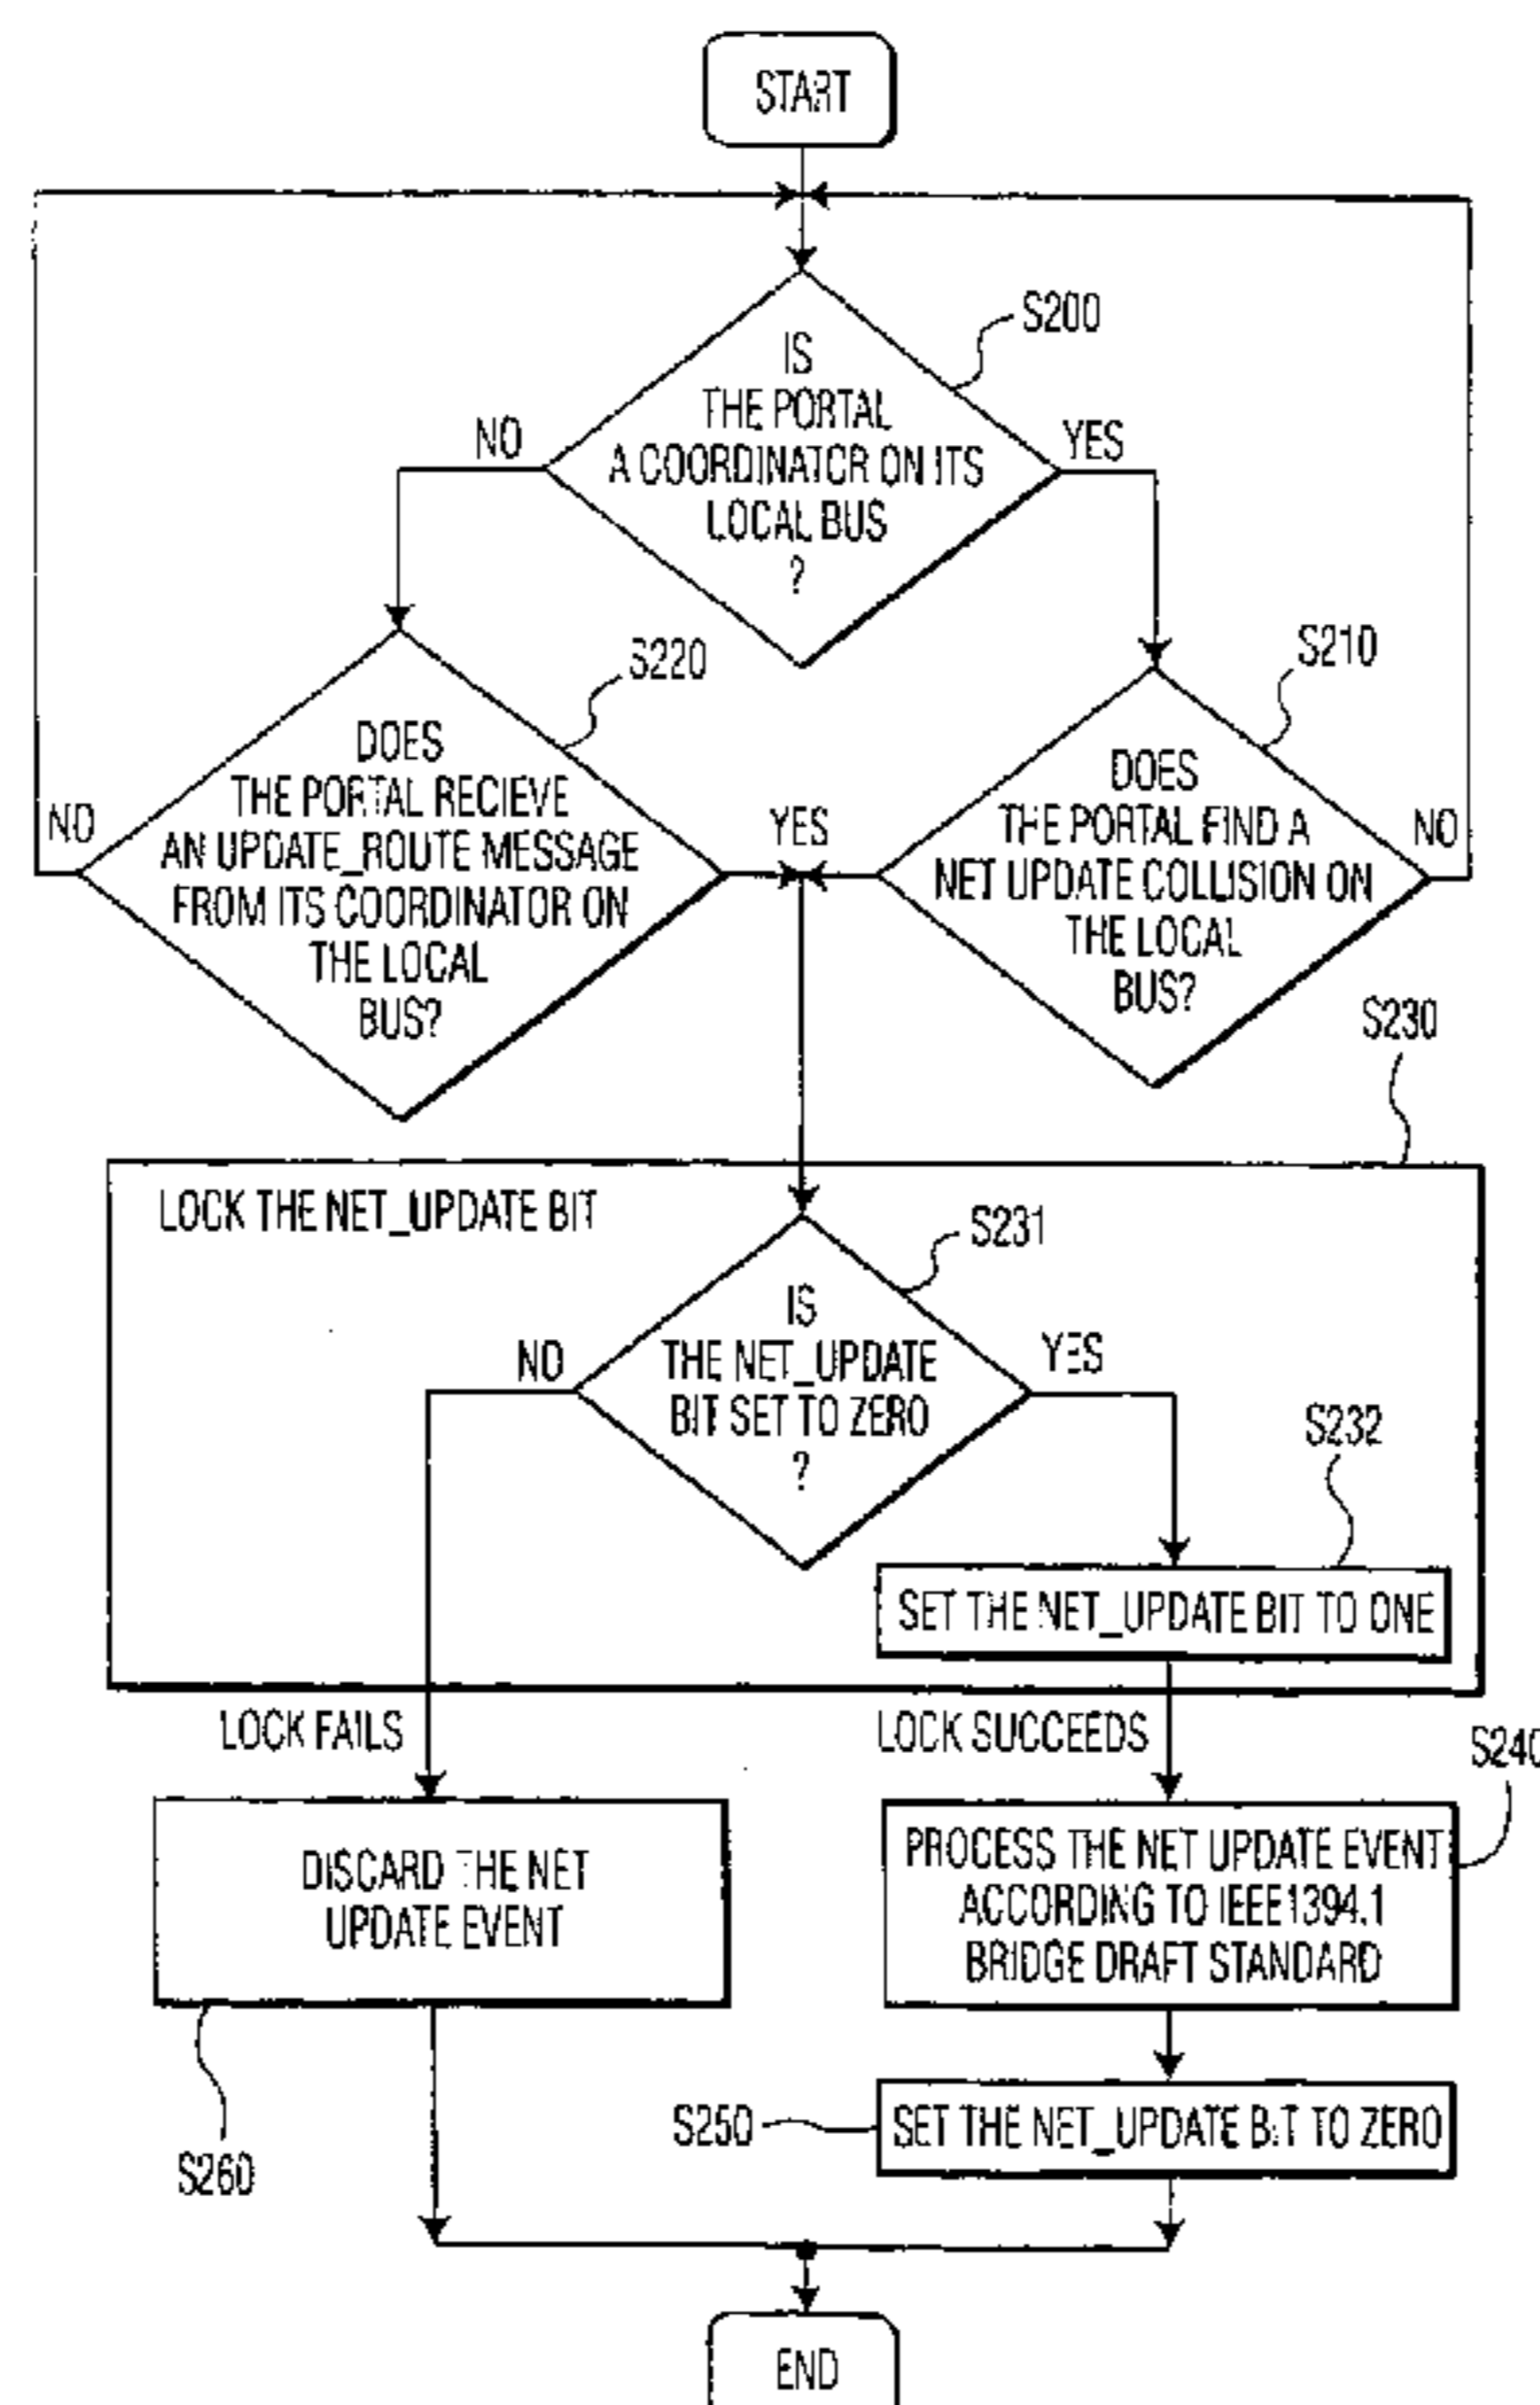 START
S200
IS
THE PORTAL
A COORDINATOR ON ITS
LOCAL BUS
?
NO
YES
S220
S210
DOES
THE PORTAL RECIEVE
AN UPDATE_ROUTE MESSAGE
FROM ITS COORDINATOR ON
THE LOCAL
BUS?
NO
YES
DOES
THE PORTAL FIND A
NET UPDATE COLLISION ON
THE LOCAL
BUS?
NO
S230
LOCK THE NET_UPDATE BIT
S231
IS
THE NET_UPDATE
BIT SET TO ZERO
?
NO
YES
S232
SET THE NET_UPDATE BIT TO ONE
LOCK FAILS
LOCK SUCCEEDS
S240
DISCARD THE NET
UPDATE EVENT
PROCESS THE NET UPDATE EVENT
ACCORDING TO IEEE1394.1
BRIDGE DRAFT STANDARD
S260
S250
SET THE NET_UPDATE BIT TO ZERO
END